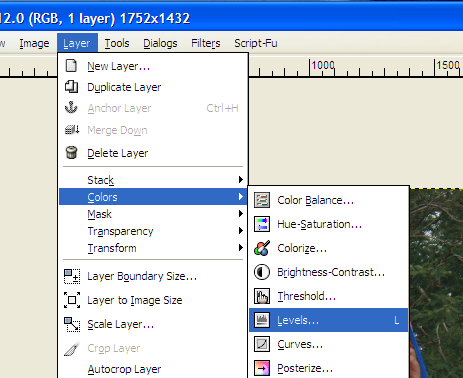 12.0 (RGB, 1 layer) 1752x1432
Image Layer Tools Dialogs Filters Script-Fu
1000 1500
New Layer...
Duplicate Layer
Anchor Layer Ctrl+H
Merge Down
Delete Layer
Stack
Colors
Mask
Transparency
Transform
Layer Boundary Size...
Layer to Image Size
Scale Layer...
Crop Layer
Autocrop Layer
Color Balance...
Hue-Saturation...
Colorize...
Brightness-Contrast...
Threshold...
Levels... L
Curves...
Posterize...